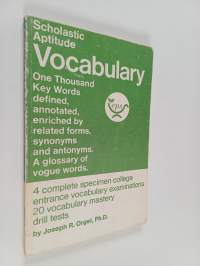 Scholastic
Aptitude
Vocabulary
One Thousand
Key Words
defined,
annotated,
enriched by
related forms,
synonyms
and antonyms.
A glossary of
vogue words.
4 complete specimen college
entrance vocabulary examinations
20 vocabulary mastery
drill tests
by Joseph R. Orgel, Ph.D.